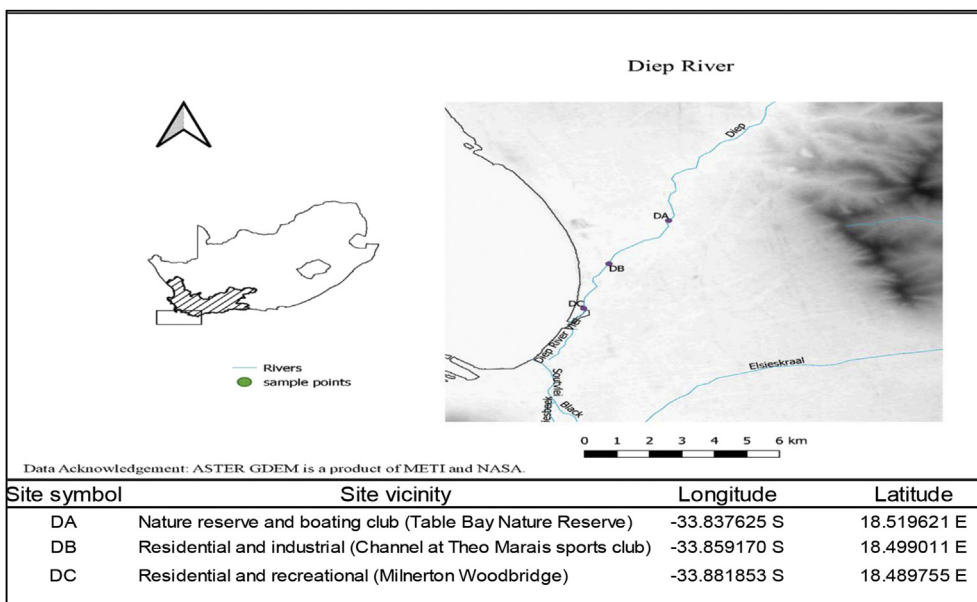 Diep River
Diep
DA
DB
DC
Diep River Vlei
Elsieskraal
Soutvlei
Black
Rivers
sample points
0 1 2 3 4 5 6 km
Data Acknowledgement: ASTER GDEM is a product of METI and NASA.
Site symbol Site vicinity Longitude Latitude
DA Nature reserve and boating club (Table Bay Nature Reserve) -33.837625 S 18.519621 E
DB Residential and industrial (Channel at Theo Marais sports club) -33.859170 S 18.499011 E
DC Residential and recreational (Milnerton Woodbridge) -33.881853 S 18.489755 E